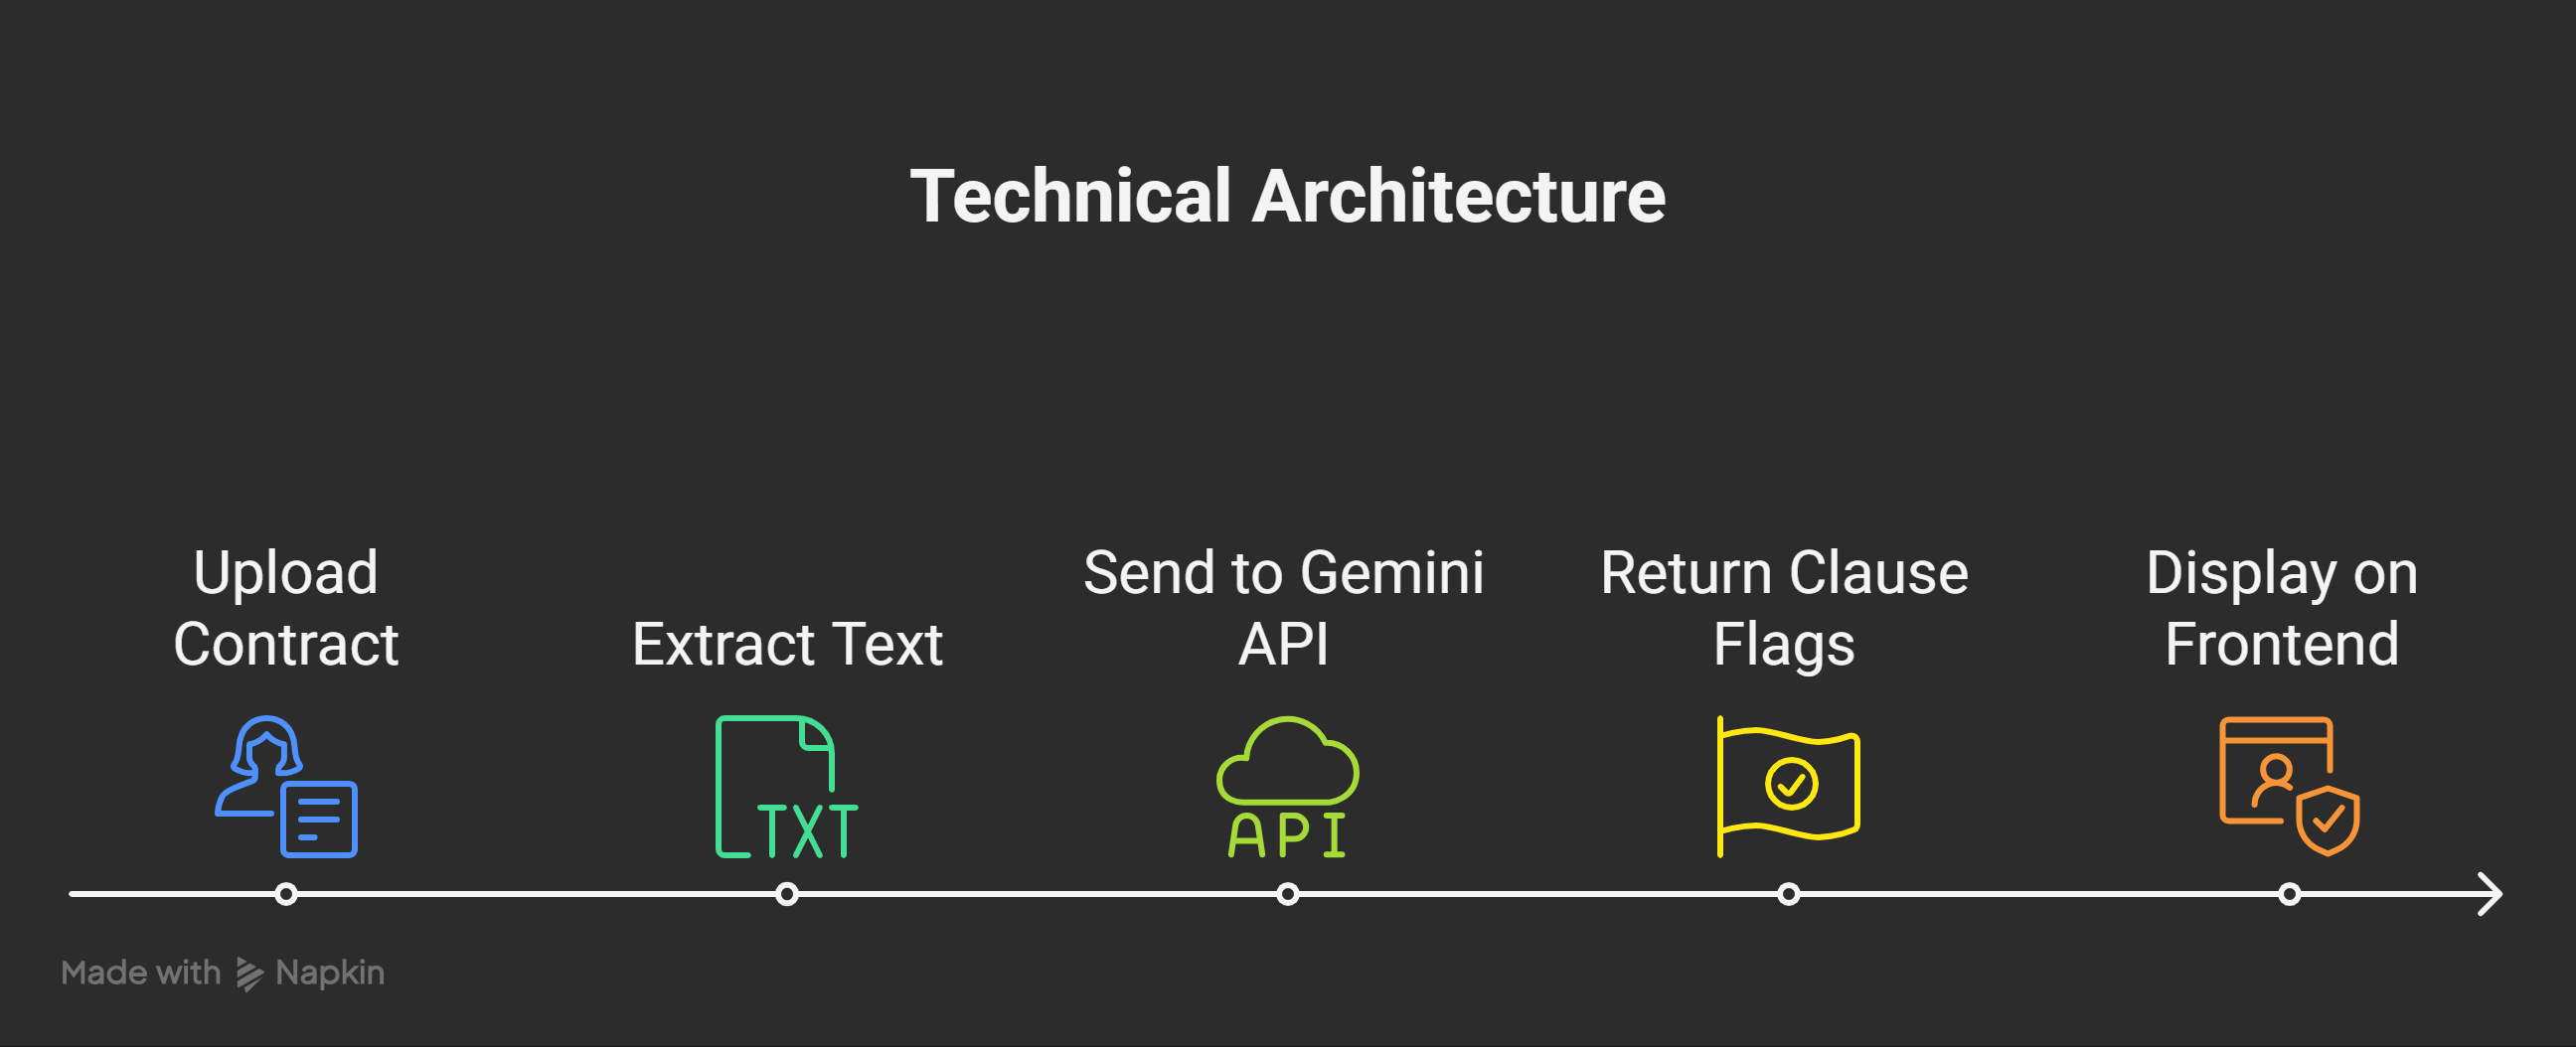 Technical Architecture
Upload
Contract
Extract Text
Send to Gemini
API
Return Clause
Flags
Display on
Frontend
TXT
API
Made with Napkin